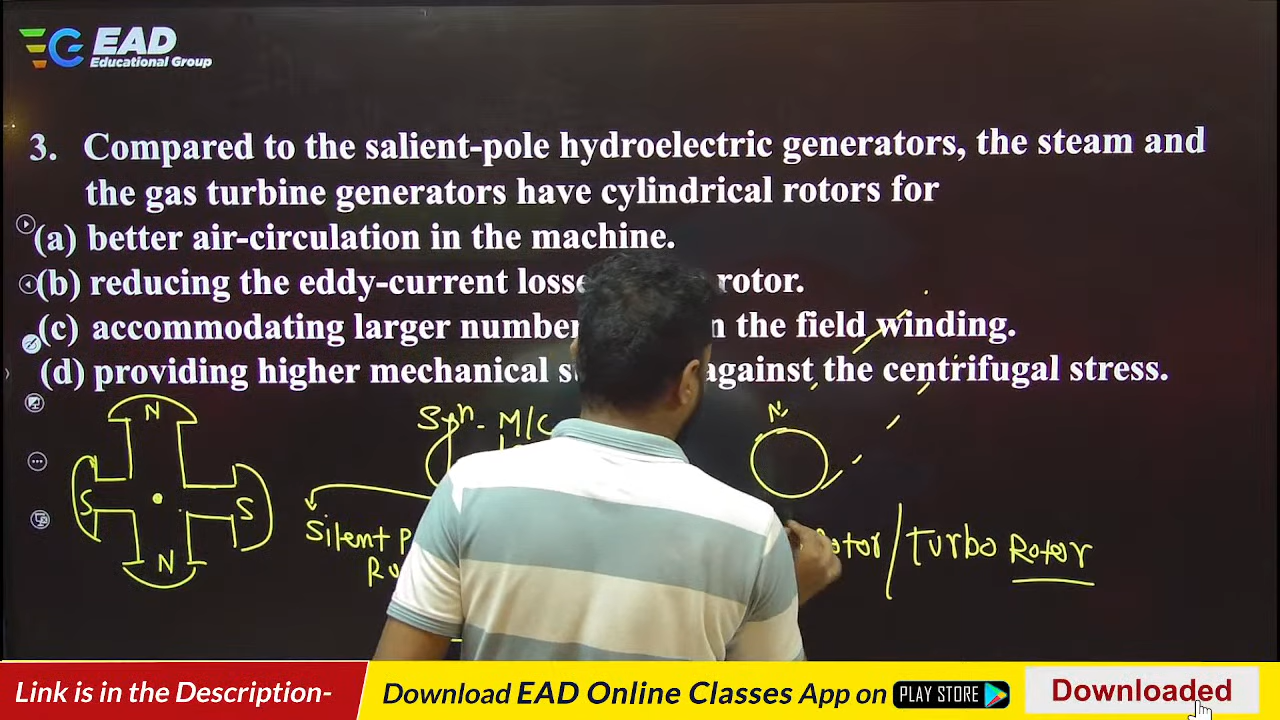 EAD
Educational Group
3. Compared to the salient-pole hydroelectric generators, the steam and
the gas turbine generators have cylindrical rotors for
(a) better air-circulation in the machine.
(b) reducing the eddy-current losse rotor.
(c) accommodating larger number n the field winding.
(d) providing higher mechanical s against the centrifugal stress.
N
S
S
N
Syn. M/C
N
Silent P
Rotor / Turbo Rotor
Link is in the Description-
Download EAD Online Classes App on PLAY STORE
Downloaded